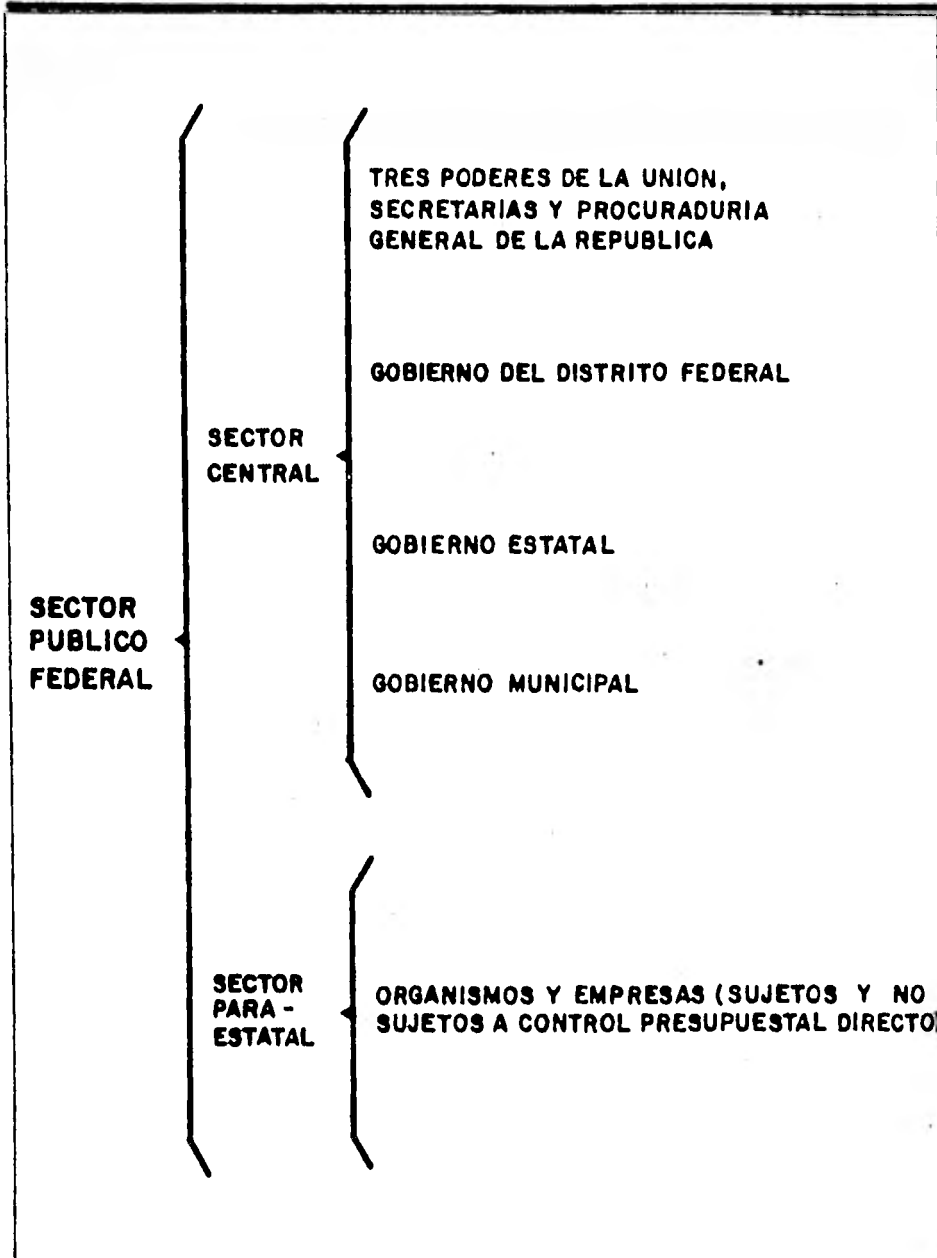 TRES PODERES DE LA UNION,
SECRETARIAS Y PROCURADURIA
GENERAL DE LA REPUBLICA
GOBIERNO DEL DISTRITO FEDERAL
SECTOR
CENTRAL
GOBIERNO ESTATAL
SECTOR
PUBLICO
FEDERAL
GOBIERNO MUNICIPAL
SECTOR
PARA-
ESTATAL
ORGANISMOS Y EMPRESAS (SUJETOS Y NO
SUJETOS A CONTROL PRESUPUESTAL DIRECTO